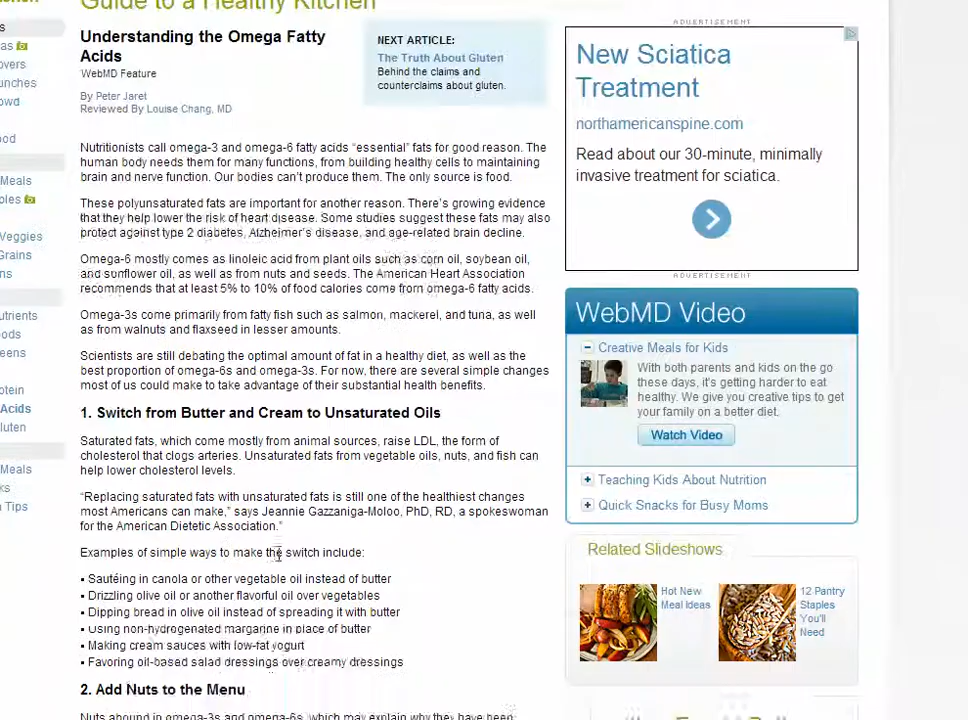 Guide to a Healthy Kitchen
s
as
overs
unches
owd
ood
Meals
ples
Veggies
Grains
ns
utrients
ods
eens
otein
Acids
luten
Meals
ks
Tips
Understanding the Omega Fatty
Acids
WebMD Feature
By Peter Jaret
Reviewed By Louise Chang, MD
NEXT ARTICLE:
The Truth About Gluten
Behind the claims and
counterclaims about gluten.
Nutritionists call omega-3 and omega-6 fatty acids “essential” fats for good reason. The
human body needs them for many functions, from building healthy cells to maintaining
brain and nerve function. Our bodies can’t produce them. The only source is food.
These polyunsaturated fats are important for another reason. There’s growing evidence
that they help lower the risk of heart disease. Some studies suggest these fats may also
protect against type 2 diabetes, Alzheimer’s disease, and age-related brain decline.
Omega-6 mostly comes as linoleic acid from plant oils such as corn oil, soybean oil,
and sunflower oil, as well as from nuts and seeds. The American Heart Association
recommends that at least 5% to 10% of food calories come from omega-6 fatty acids.
Omega-3s come primarily from fatty fish such as salmon, mackerel, and tuna, as well
as from walnuts and flaxseed in lesser amounts.
Scientists are still debating the optimal amount of fat in a healthy diet, as well as the
best proportion of omega-6s and omega-3s. For now, there are several simple changes
most of us could make to take advantage of their substantial health benefits.
1. Switch from Butter and Cream to Unsaturated Oils
Saturated fats, which come mostly from animal sources, raise LDL, the form of
cholesterol that clogs arteries. Unsaturated fats from vegetable oils, nuts, and fish can
help lower cholesterol levels.
“Replacing saturated fats with unsaturated fats is still one of the healthiest changes
most Americans can make,” says Jeannie Gazzaniga-Moloo, PhD, RD, a spokeswoman
for the American Dietetic Association.”
Examples of simple ways to make the switch include:
▪ Sautéing in canola or other vegetable oil instead of butter
▪ Drizzling olive oil or another flavorful oil over vegetables
▪ Dipping bread in olive oil instead of spreading it with butter
▪ Using non-hydrogenated margarine in place of butter
▪ Making cream sauces with low-fat yogurt
▪ Favoring oil-based salad dressings over creamy dressings
2. Add Nuts to the Menu
Nuts abound in omega-3s and omega-6s, which may explain why they have been
ADVERTISEMENT
New Sciatica
Treatment
northamericanspine.com
Read about our 30-minute, minimally
invasive treatment for sciatica.
ADVERTISEMENT
WebMD Video
Creative Meals for Kids
With both parents and kids on the go
these days, it's getting harder to eat
healthy. We give you creative tips to get
your family on a better diet.
Watch Video
Teaching Kids About Nutrition
Quick Snacks for Busy Moms
Related Slideshows
Hot New
Meal Ideas
12 Pantry
Staples
You'll
Need